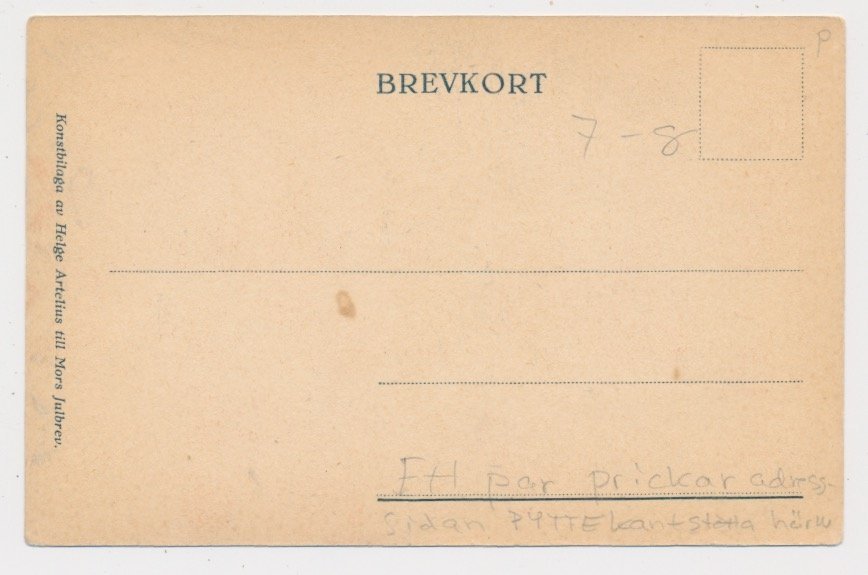 P
BREVKORT
7-8
Konstbilaga av Helge Artelius till Mors Julbrev.
Ett par prickar adress-
sidan PYTTE kantstötta hörn